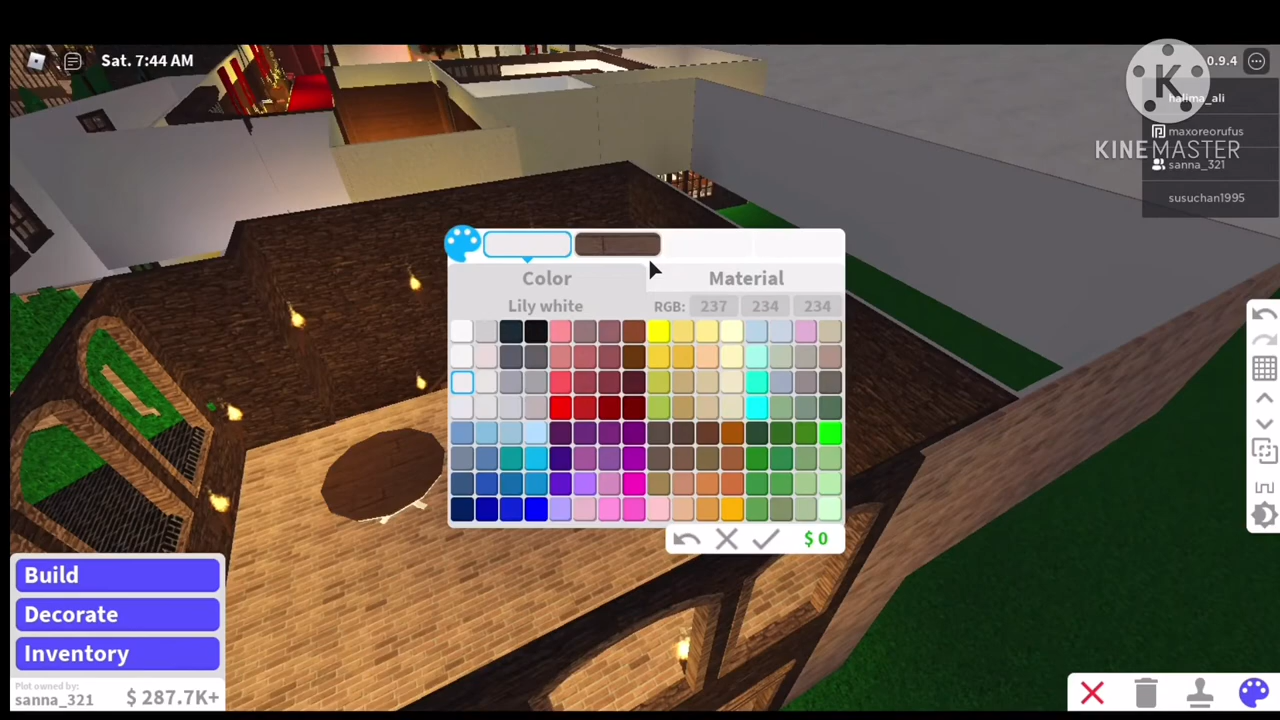 Sat. 7:44 AM
0.9.4
halima_ali
maxoreorufus
KINEMASTER
sanna_321
susuchan1995
Color
Material
Lily white
RGB: 237 234 234
$ 0
Build
Decorate
Inventory
Plot owned by:
sanna_321
$ 287.7K+